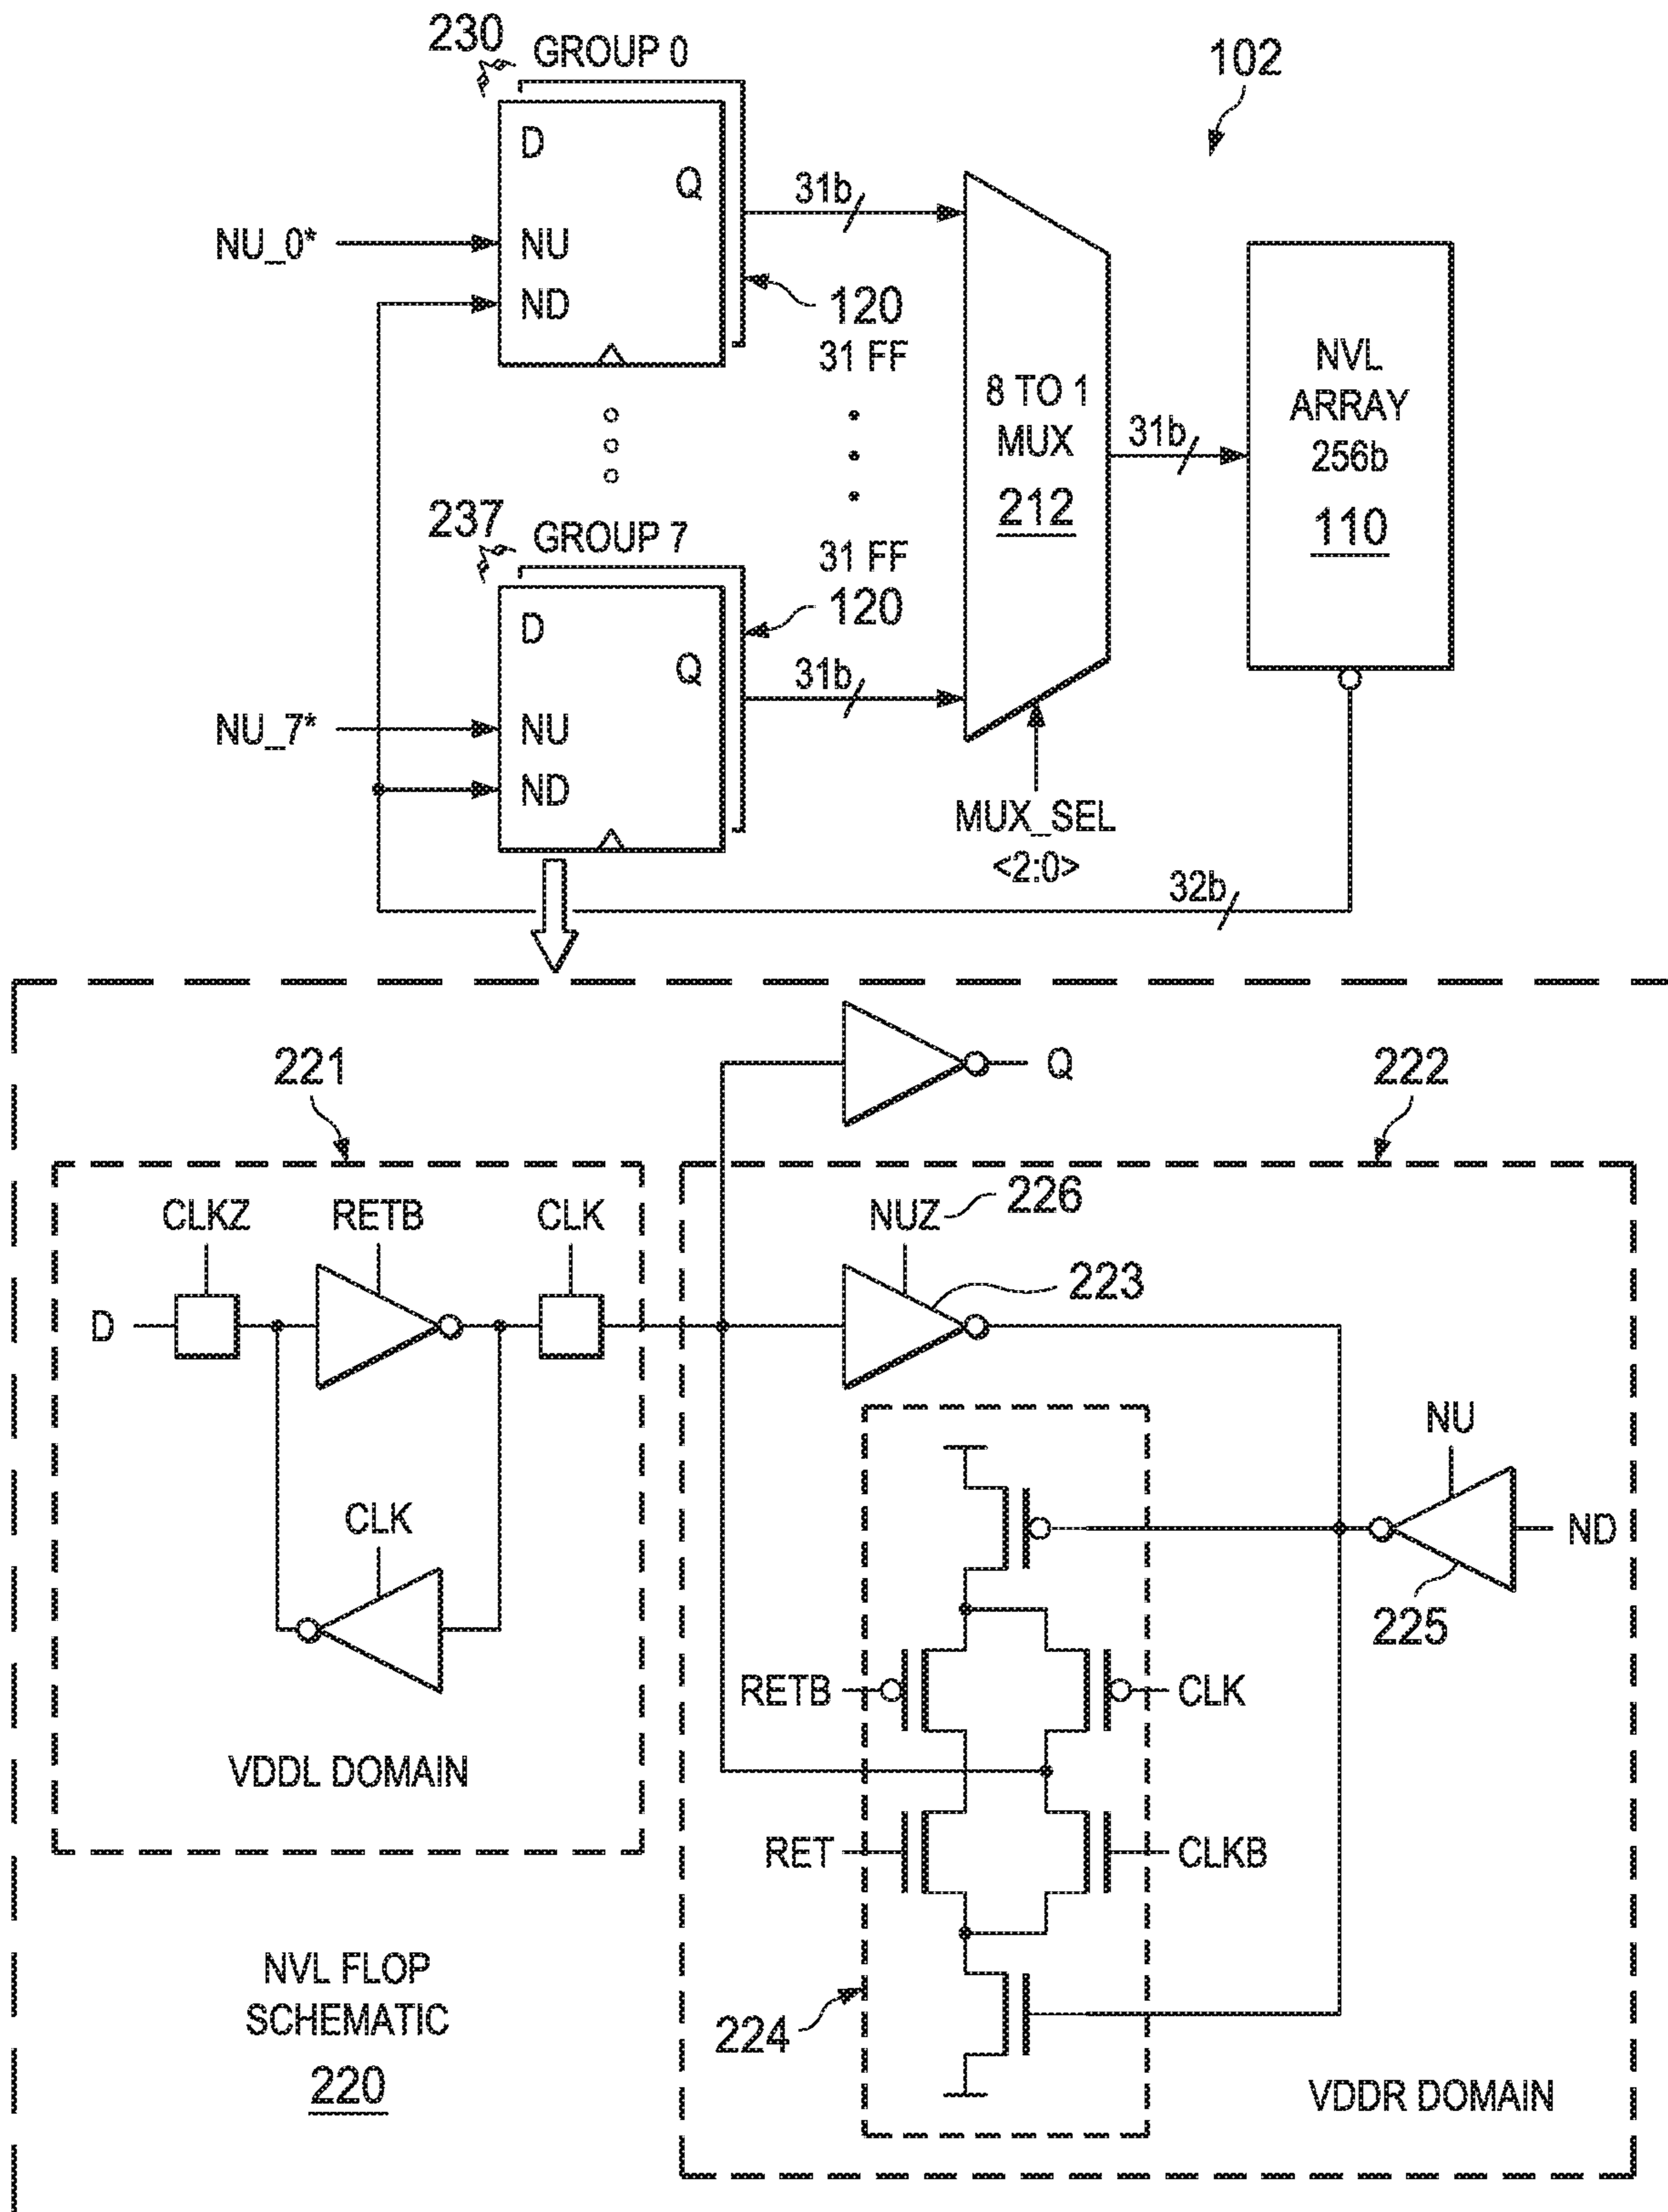 230
GROUP 0
102
D
Q
31b
NU_0*
NU
ND
120
31 FF
8 TO 1
MUX
212
31b
NVL
ARRAY
256b
110
237
GROUP 7
31 FF
120
D
Q
31b
NU_7*
NU
ND
MUX_SEL
<2:0>
32b
221
Q
222
CLKZ
RETB
CLK
NUZ
226
D
223
NU
CLK
ND
225
RETB
CLK
VDDL DOMAIN
RET
CLKB
NVL FLOP
SCHEMATIC
220
224
VDDR DOMAIN